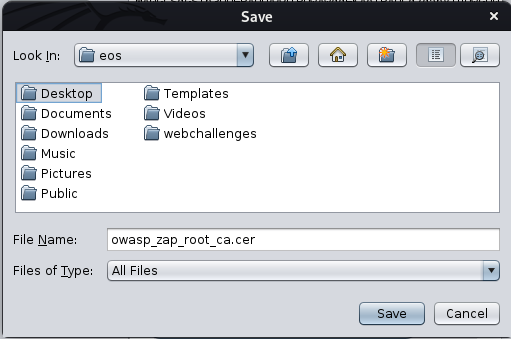 Save
Look In: eos
Desktop Templates
Documents Videos
Downloads webchallenges
Music
Pictures
Public
File Name: owasp_zap_root_ca.cer
Files of Type: All Files
Save Cancel